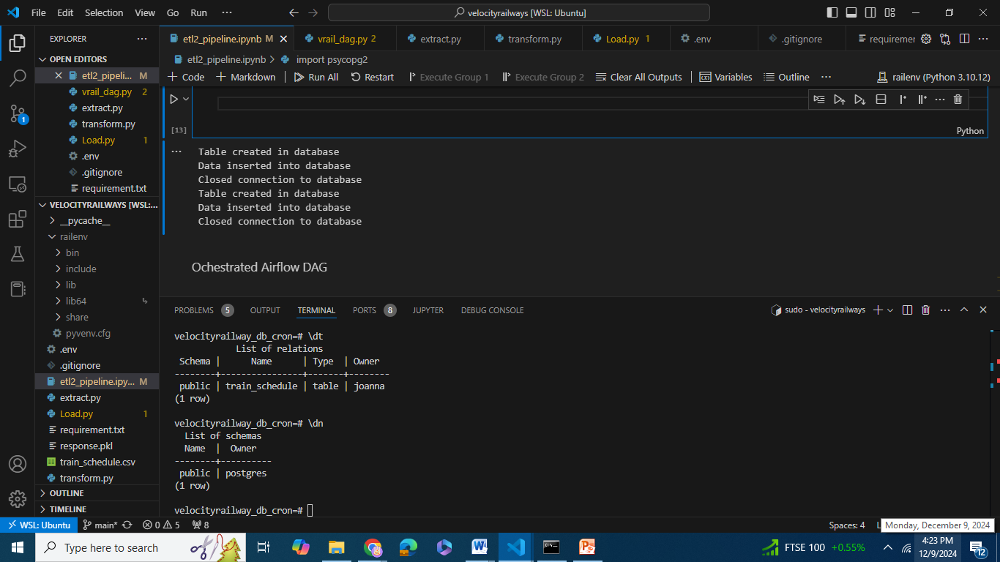 File Edit Selection View Go Run ··· velocityrailways [WSL: Ubuntu]
EXPLORER ···
OPEN EDITORS
etl2_pipeli... M
vrail_dag.py 2
extract.py
transform.py
Load.py 1
.env
.gitignore
requirement.txt
VELOCITYRAILWAYS [WSL:...
__pycache__
railenv
bin
include
lib
lib64
share
pyvenv.cfg
.env
.gitignore
etl2_pipeline.ipy... M
extract.py
Load.py 1
requirement.txt
response.pkl
train_schedule.csv
transform.py
OUTLINE
TIMELINE
1
etl2_pipeline.ipynb M vrail_dag.py 2 extract.py transform.py Load.py 1 .env .gitignore requiremer
etl2_pipeline.ipynb > import psycopg2
+ Code + Markdown Run All Restart Execute Group 1 Execute Group 2 Clear All Outputs Variables Outline ··· railenv (Python 3.10.12)
[13]
Python
Table created in database
Data inserted into database
Closed connection to database
Table created in database
Data inserted into database
Closed connection to database
Ochestrated Airflow DAG
PROBLEMS 5 OUTPUT TERMINAL PORTS 8 JUPYTER DEBUG CONSOLE sudo - velocityrailways
velocityrailway_db_cron=# \dt
List of relations
Schema | Name | Type | Owner
--------+----------------+-------+--------
public | train_schedule | table | joanna
(1 row)
velocityrailway_db_cron=# \dn
List of schemas
Name | Owner
--------+----------
public | postgres
(1 row)
velocityrailway_db_cron=#
WSL: Ubuntu main* 0 5 8 Spaces: 4 L
Monday, December 9, 2024
Type here to search FTSE 100 +0.55%
4:23 PM
12/9/2024
12